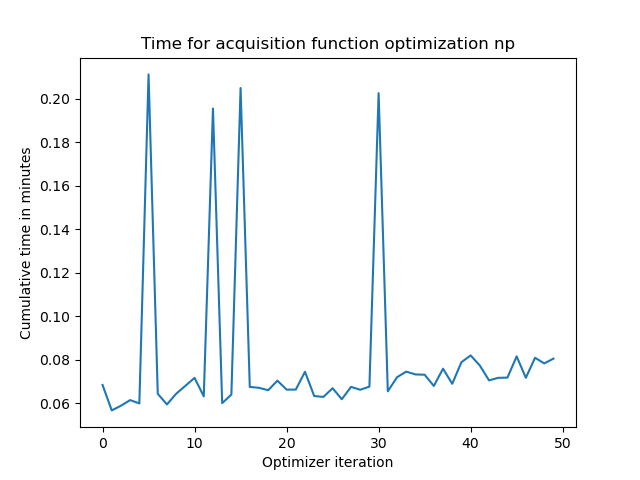 Time for acquisition function optimization np
Cumulative time in minutes
0.20
0.18
0.16
0.14
0.12
0.10
0.08
0.06
0 10 20 30 40 50
Optimizer iteration